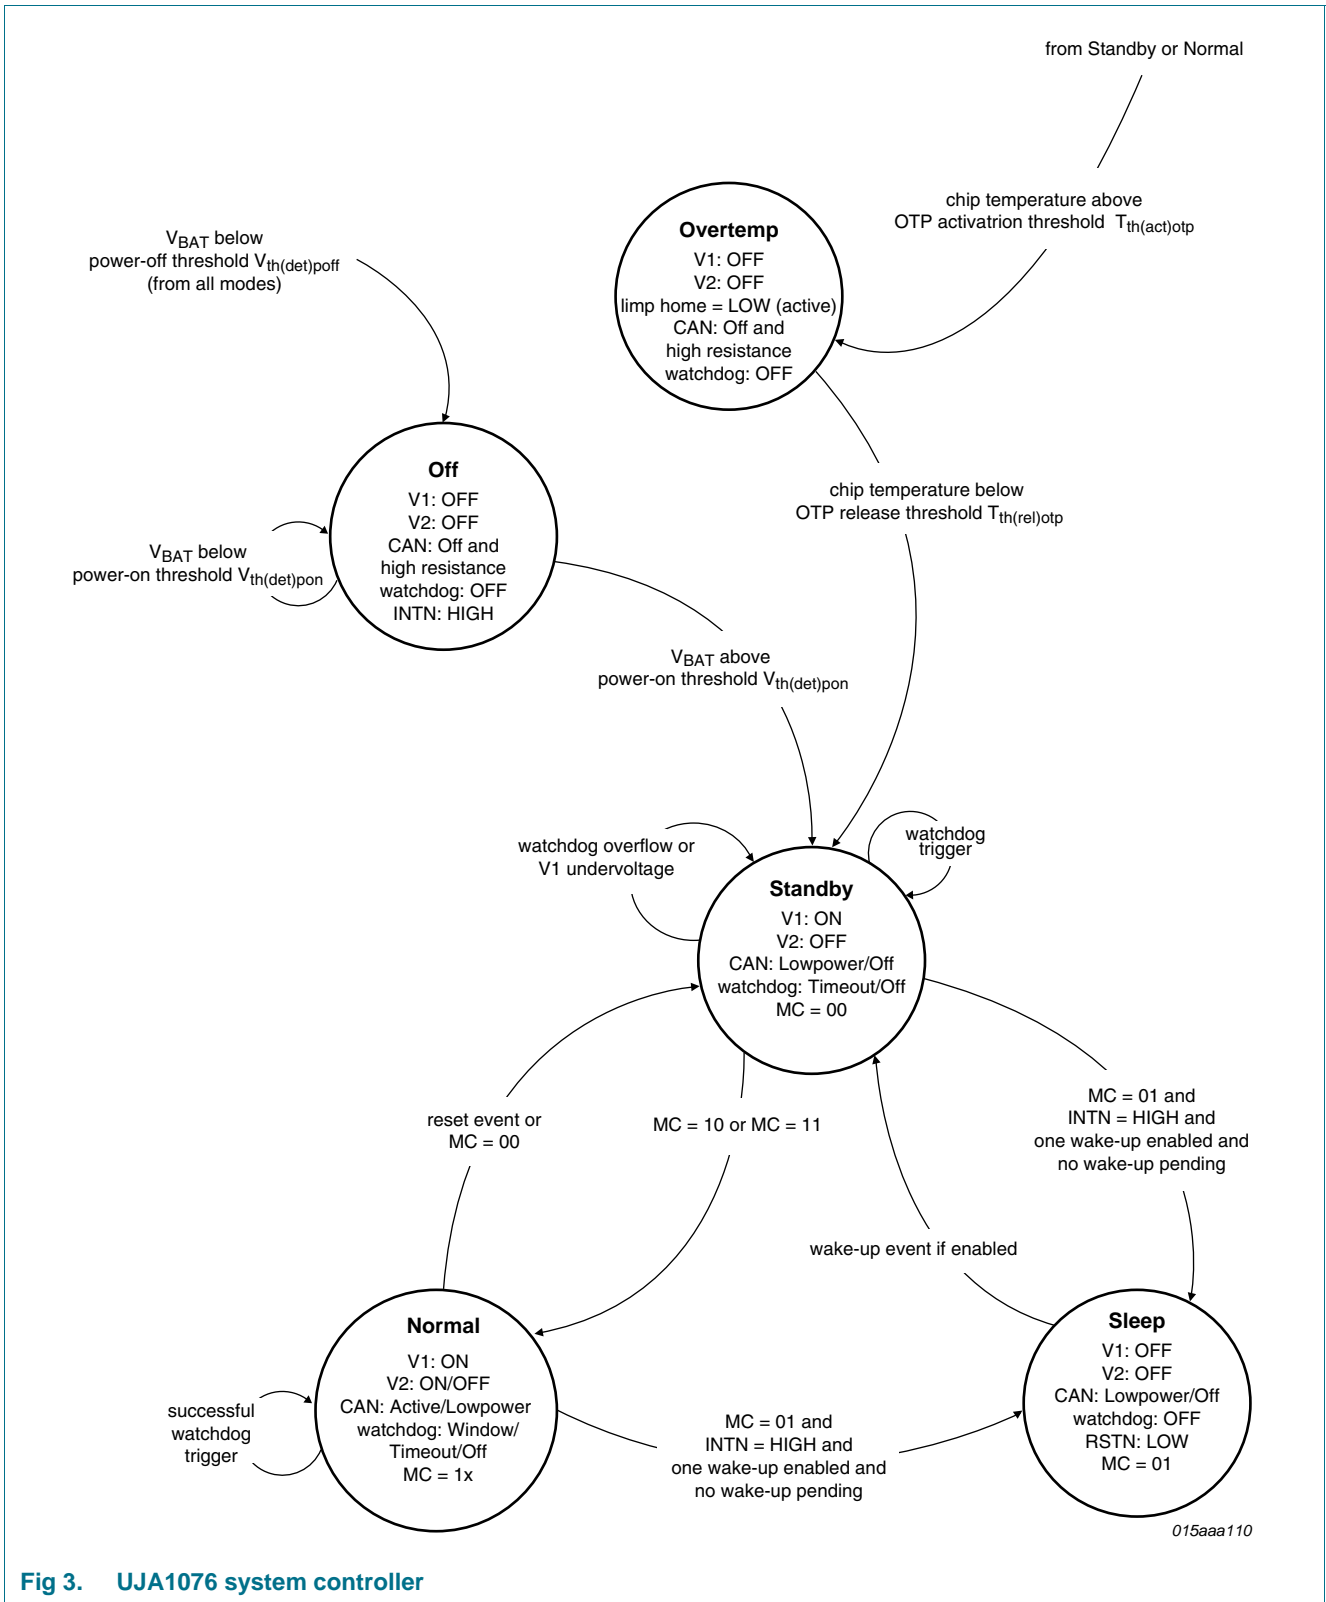 from Standby or Normal
chip temperature above
OTP activatrion threshold Tth(act)otp
Overtemp
V1: OFF
V2: OFF
limp home = LOW (active)
CAN: Off and
high resistance
watchdog: OFF
VBAT below
power-off threshold Vth(det)poff
(from all modes)
Off
V1: OFF
V2: OFF
CAN: Off and
high resistance
watchdog: OFF
INTN: HIGH
VBAT below
power-on threshold Vth(det)pon
chip temperature below
OTP release threshold Tth(rel)otp
VBAT above
power-on threshold Vth(det)pon
watchdog overflow or
V1 undervoltage
watchdog
trigger
Standby
V1: ON
V2: OFF
CAN: Lowpower/Off
watchdog: Timeout/Off
MC = 00
reset event or
MC = 00
MC = 10 or MC = 11
MC = 01 and
INTN = HIGH and
one wake-up enabled and
no wake-up pending
wake-up event if enabled
Normal
V1: ON
V2: ON/OFF
CAN: Active/Lowpower
watchdog: Window/
Timeout/Off
MC = 1x
successful
watchdog
trigger
MC = 01 and
INTN = HIGH and
one wake-up enabled and
no wake-up pending
Sleep
V1: OFF
V2: OFF
CAN: Lowpower/Off
watchdog: OFF
RSTN: LOW
MC = 01
015aaa110
Fig 3. UJA1076 system controller